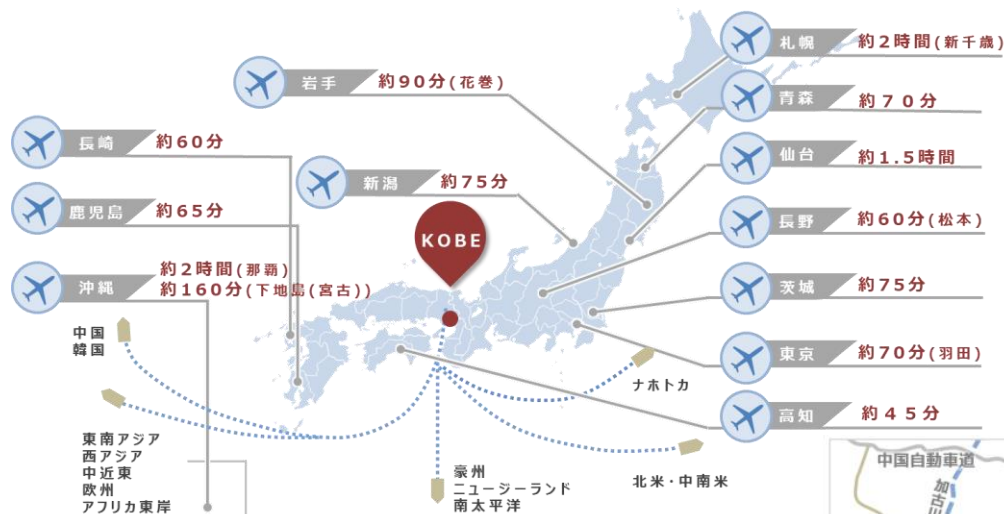 札幌 約2時間(新千歳)
岩手 約90分(花巻)
青森 約70分
長崎 約60分
仙台 約1.5時間
新潟 約75分
鹿児島 約65分
長野 約60分(松本)
KOBE
沖縄 約2時間(那覇)
約160分(下地島(宮古))
茨城 約75分
中国
韓国
東京 約70分(羽田)
ナホトカ
高知 約45分
東南アジア
西アジア
中近東
欧州
アフリカ東岸
豪州
ニュージーランド
南太平洋
北米・中南米
中国自動車道
加古